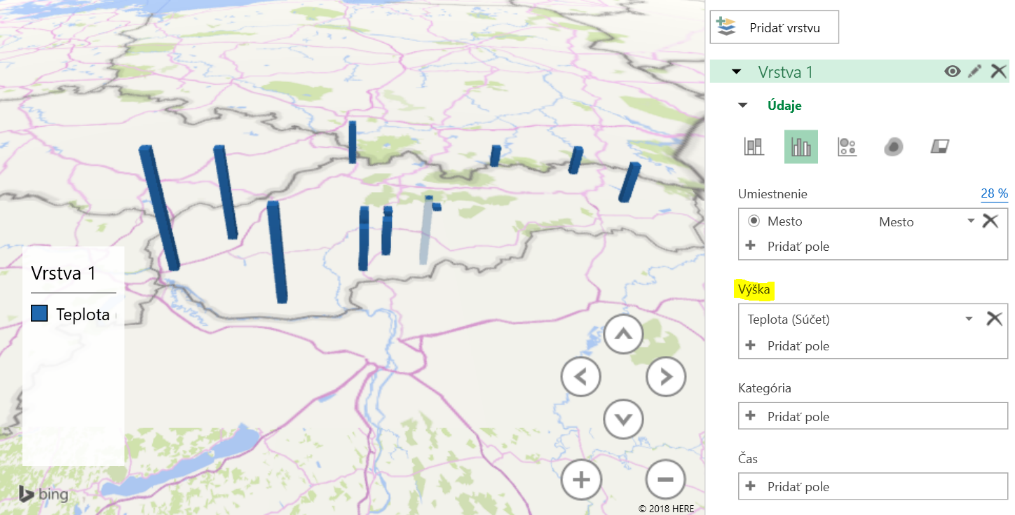 Vrstva 1
Teplota
bing
© 2018 HERE
Pridať vrstvu
Vrstva 1
Údaje
Umiestnenie 28 %
Mesto Mesto
Pridať pole
Výška
Teplota (Súčet)
Pridať pole
Kategória
Pridať pole
Čas
Pridať pole